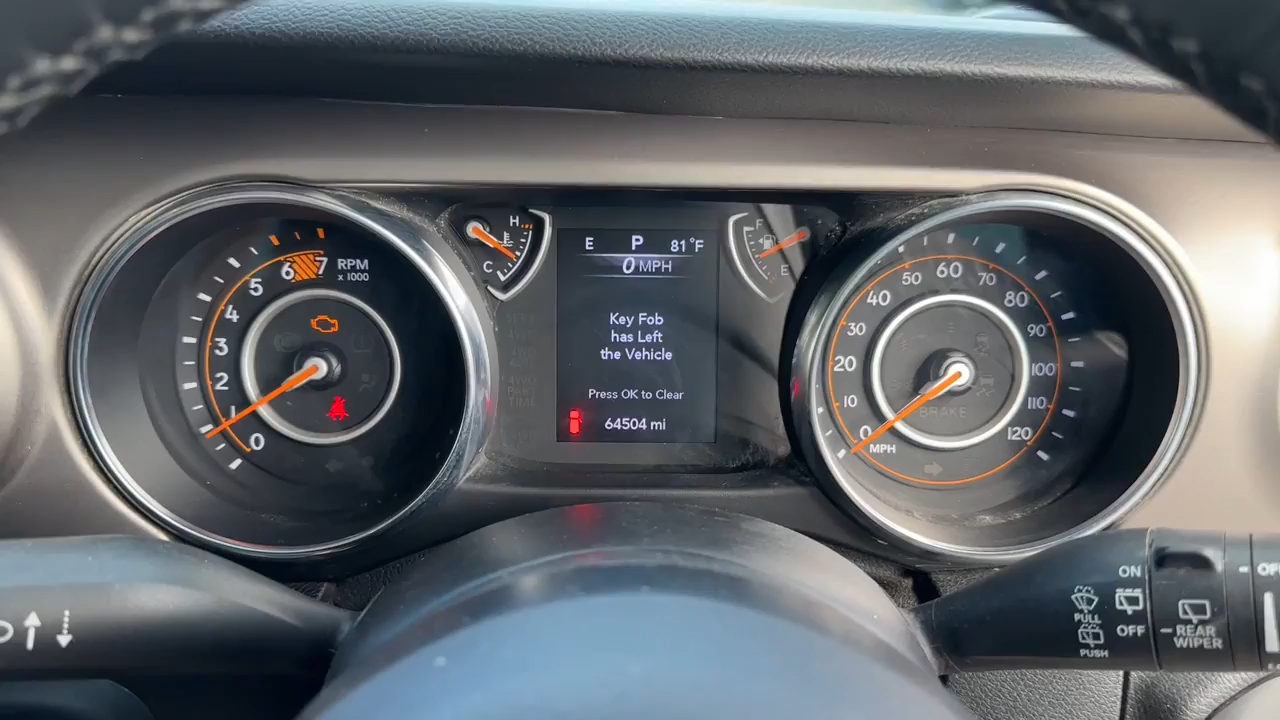 H
C
E P 81°F
0 MPH
Key Fob
has Left
the Vehicle
Press OK to Clear
64504 mi
F
E
7
6
5
4
3
2
1
0
RPM
x 1000
0
10
20
30
40
50
60
70
80
90
100
110
120
MPH
BRAKE
ON
OFF
PULL
PUSH
REAR
WIPER